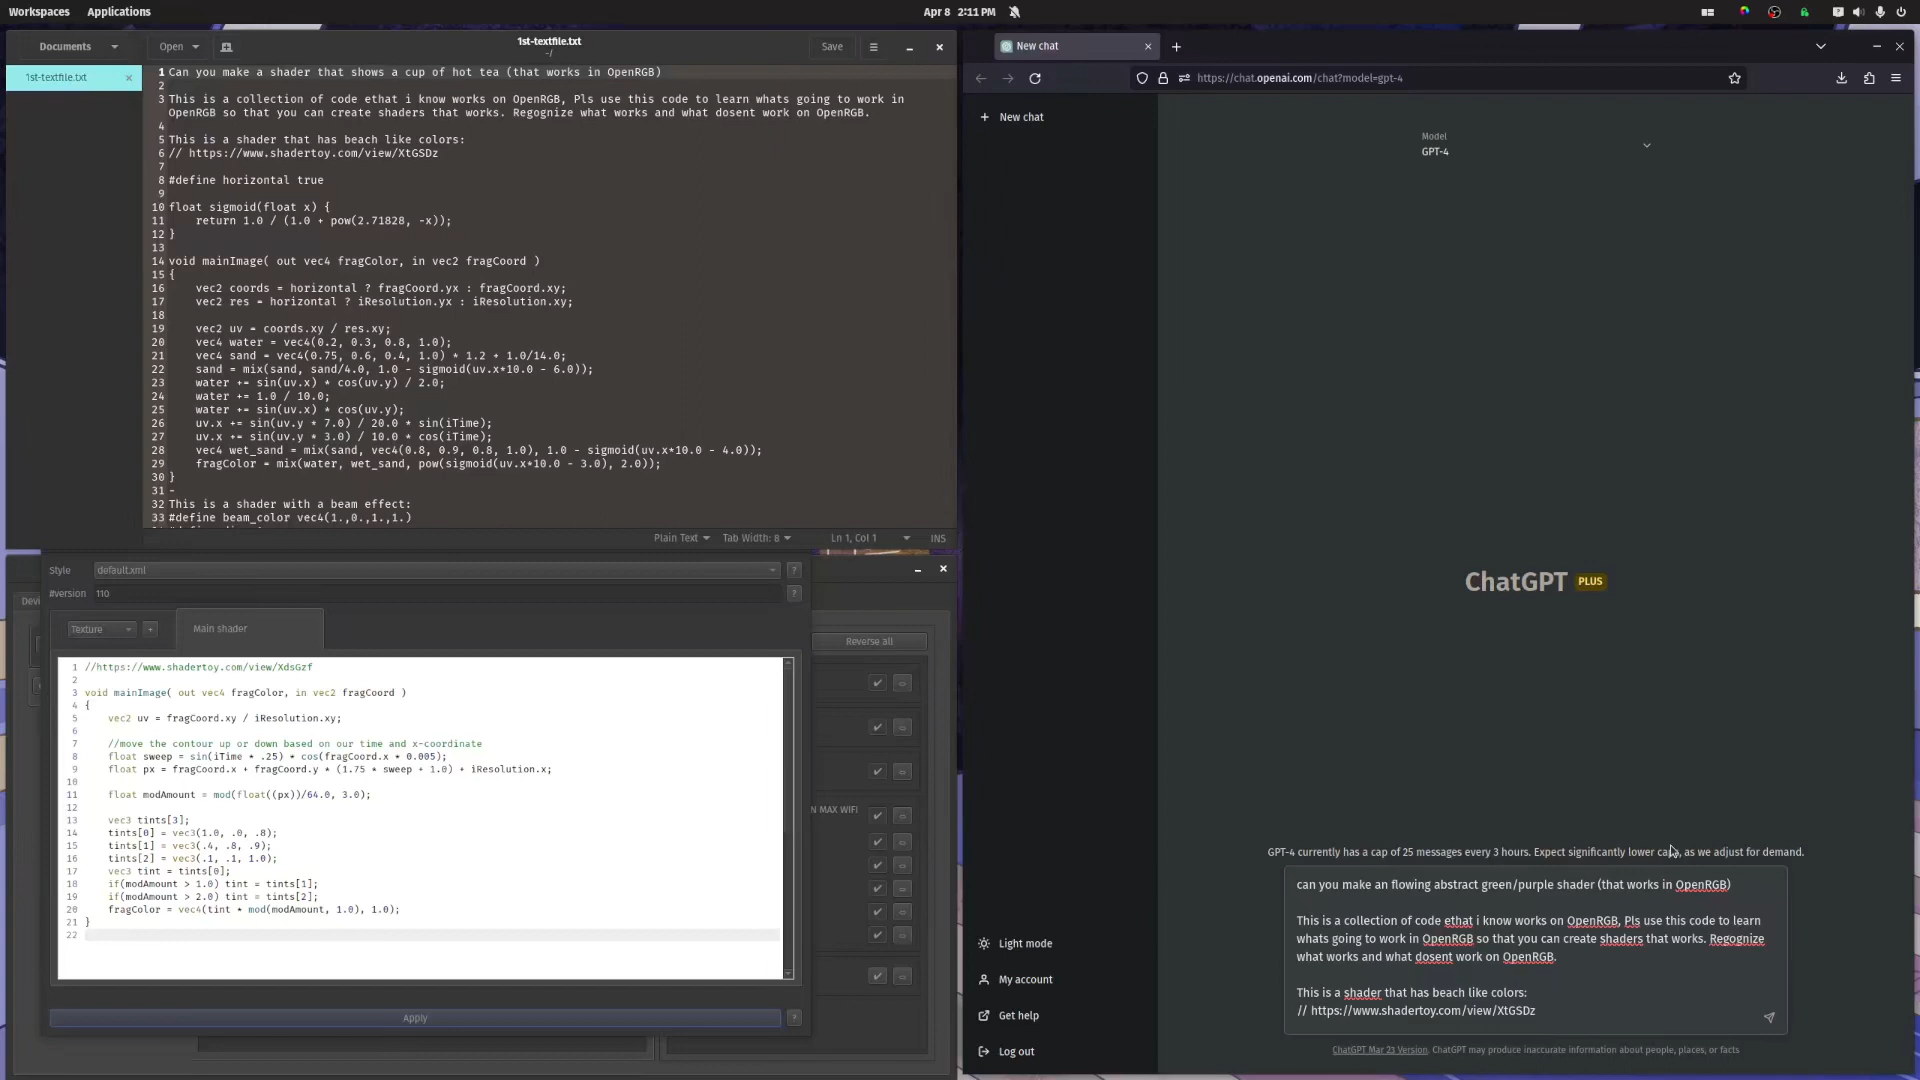 Workspaces Applications Apr 8 2:11 PM
Documents Open 1st-textfile.txt ~/ Save
1st-textfile.txt
1 Can you make a shader that shows a cup of hot tea (that works in OpenRGB)
2
3 This is a collection of code ethat i know works on OpenRGB, Pls use this code to learn whats going to work in
OpenRGB so that you can create shaders that works. Regognize what works and what dosent work on OpenRGB.
4
5 This is a shader that has beach like colors:
6 // https://www.shadertoy.com/view/XtGSDz
7
8 #define horizontal true
9
10 float sigmoid(float x) {
11 return 1.0 / (1.0 + pow(2.71828, -x));
12 }
13
14 void mainImage( out vec4 fragColor, in vec2 fragCoord )
15 {
16 vec2 coords = horizontal ? fragCoord.yx : fragCoord.xy;
17 vec2 res = horizontal ? iResolution.yx : iResolution.xy;
18
19 vec2 uv = coords.xy / res.xy;
20 vec4 water = vec4(0.2, 0.3, 0.8, 1.0);
21 vec4 sand = vec4(0.75, 0.6, 0.4, 1.0) * 1.2 + 1.0/14.0;
22 sand = mix(sand, sand/4.0, 1.0 - sigmoid(uv.x*10.0 - 6.0));
23 water += sin(uv.x) * cos(uv.y) / 2.0;
24 water += 1.0 / 10.0;
25 water += sin(uv.x) * cos(uv.y);
26 uv.x += sin(uv.y * 7.0) / 20.0 * sin(iTime);
27 uv.x += sin(uv.y * 3.0) / 10.0 * cos(iTime);
28 vec4 wet_sand = mix(sand, vec4(0.8, 0.9, 0.8, 1.0), 1.0 - sigmoid(uv.x*10.0 - 4.0));
29 fragColor = mix(water, wet_sand, pow(sigmoid(uv.x*10.0 - 3.0), 2.0));
30 }
31 -
32 This is a shader with a beam effect:
33 #define beam_color vec4(1.,0.,1.,1.)
Plain Text Tab Width: 8 Ln 1, Col 1 INS
Style default.xml ?
#version 110 ?
Devi
Texture + Main shader
Reverse all
N MAX WIFI
1 //https://www.shadertoy.com/view/XdsGzf
2
3 void mainImage( out vec4 fragColor, in vec2 fragCoord )
4 {
5 vec2 uv = fragCoord.xy / iResolution.xy;
6
7 //move the contour up or down based on our time and x-coordinate
8 float sweep = sin(iTime * .25) * cos(fragCoord.x * 0.005);
9 float px = fragCoord.x + fragCoord.y * (1.75 * sweep + 1.0) + iResolution.x;
10
11 float modAmount = mod(float((px))/64.0, 3.0);
12
13 vec3 tints[3];
14 tints[0] = vec3(1.0, .0, .8);
15 tints[1] = vec3(.4, .8, .9);
16 tints[2] = vec3(.1, .1, 1.0);
17 vec3 tint = tints[0];
18 if(modAmount > 1.0) tint = tints[1];
19 if(modAmount > 2.0) tint = tints[2];
20 fragColor = vec4(tint * mod(modAmount, 1.0), 1.0);
21 }
22
Apply ?
New chat
https://chat.openai.com/chat?model=gpt-4
+ New chat
Model
GPT-4
ChatGPT PLUS
GPT-4 currently has a cap of 25 messages every 3 hours. Expect significantly lower caps, as we adjust for demand.
can you make an flowing abstract green/purple shader (that works in OpenRGB)
This is a collection of code ethat i know works on OpenRGB, Pls use this code to learn
whats going to work in OpenRGB so that you can create shaders that works. Regognize
what works and what dosent work on OpenRGB.
This is a shader that has beach like colors:
// https://www.shadertoy.com/view/XtGSDz
Light mode
My account
Get help
Log out
ChatGPT Mar 23 Version. ChatGPT may produce inaccurate information about people, places, or facts